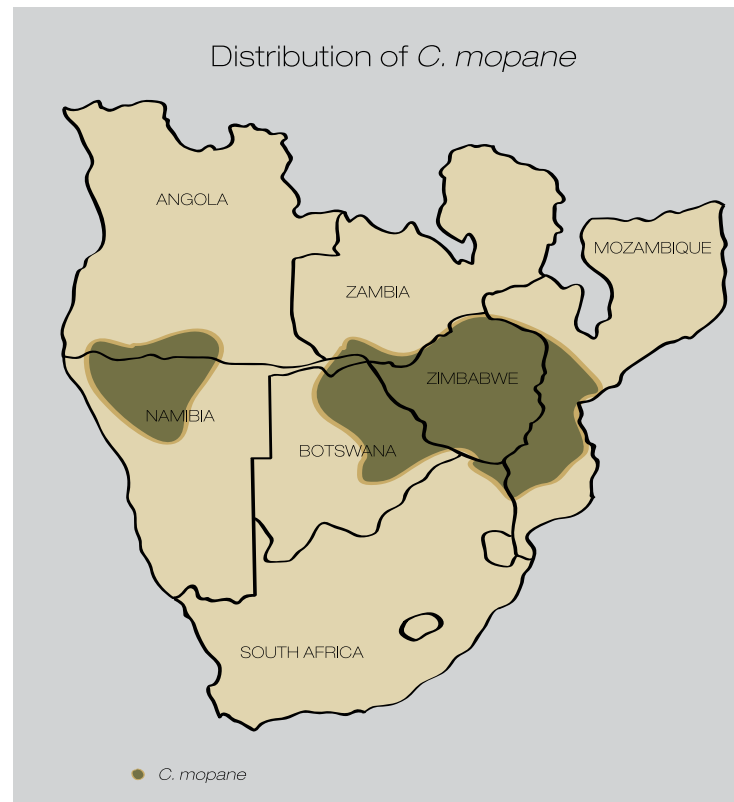 Distribution of C. mopane
ANGOLA
MOZAMBIQUE
ZAMBIA
ZIMBABWE
NAMIBIA
BOTSWANA
SOUTH AFRICA
C. mopane